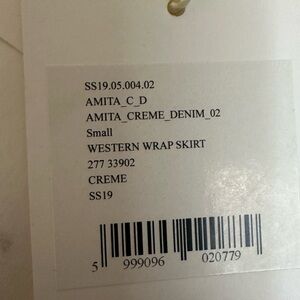 SS19.05.004.02
AMITA_C_D
AMITA_CREME_DENIM_02
Small
WESTERN WRAP SKIRT
277 33902
CREME
SS19
5 999096 020779